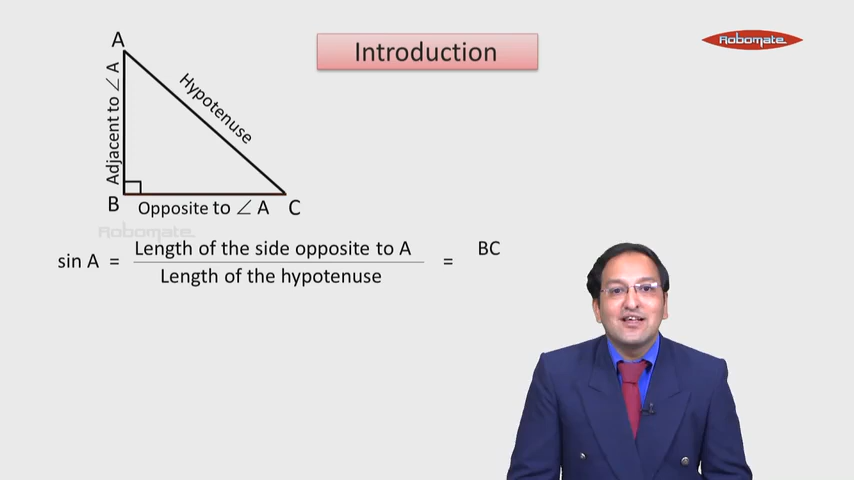 Introduction
Robomate
A
Adjacent to ∠ A
Hypotenuse
B
Opposite to ∠ A
C
Robomate
sin A = Length of the side opposite to A = BC
Length of the hypotenuse